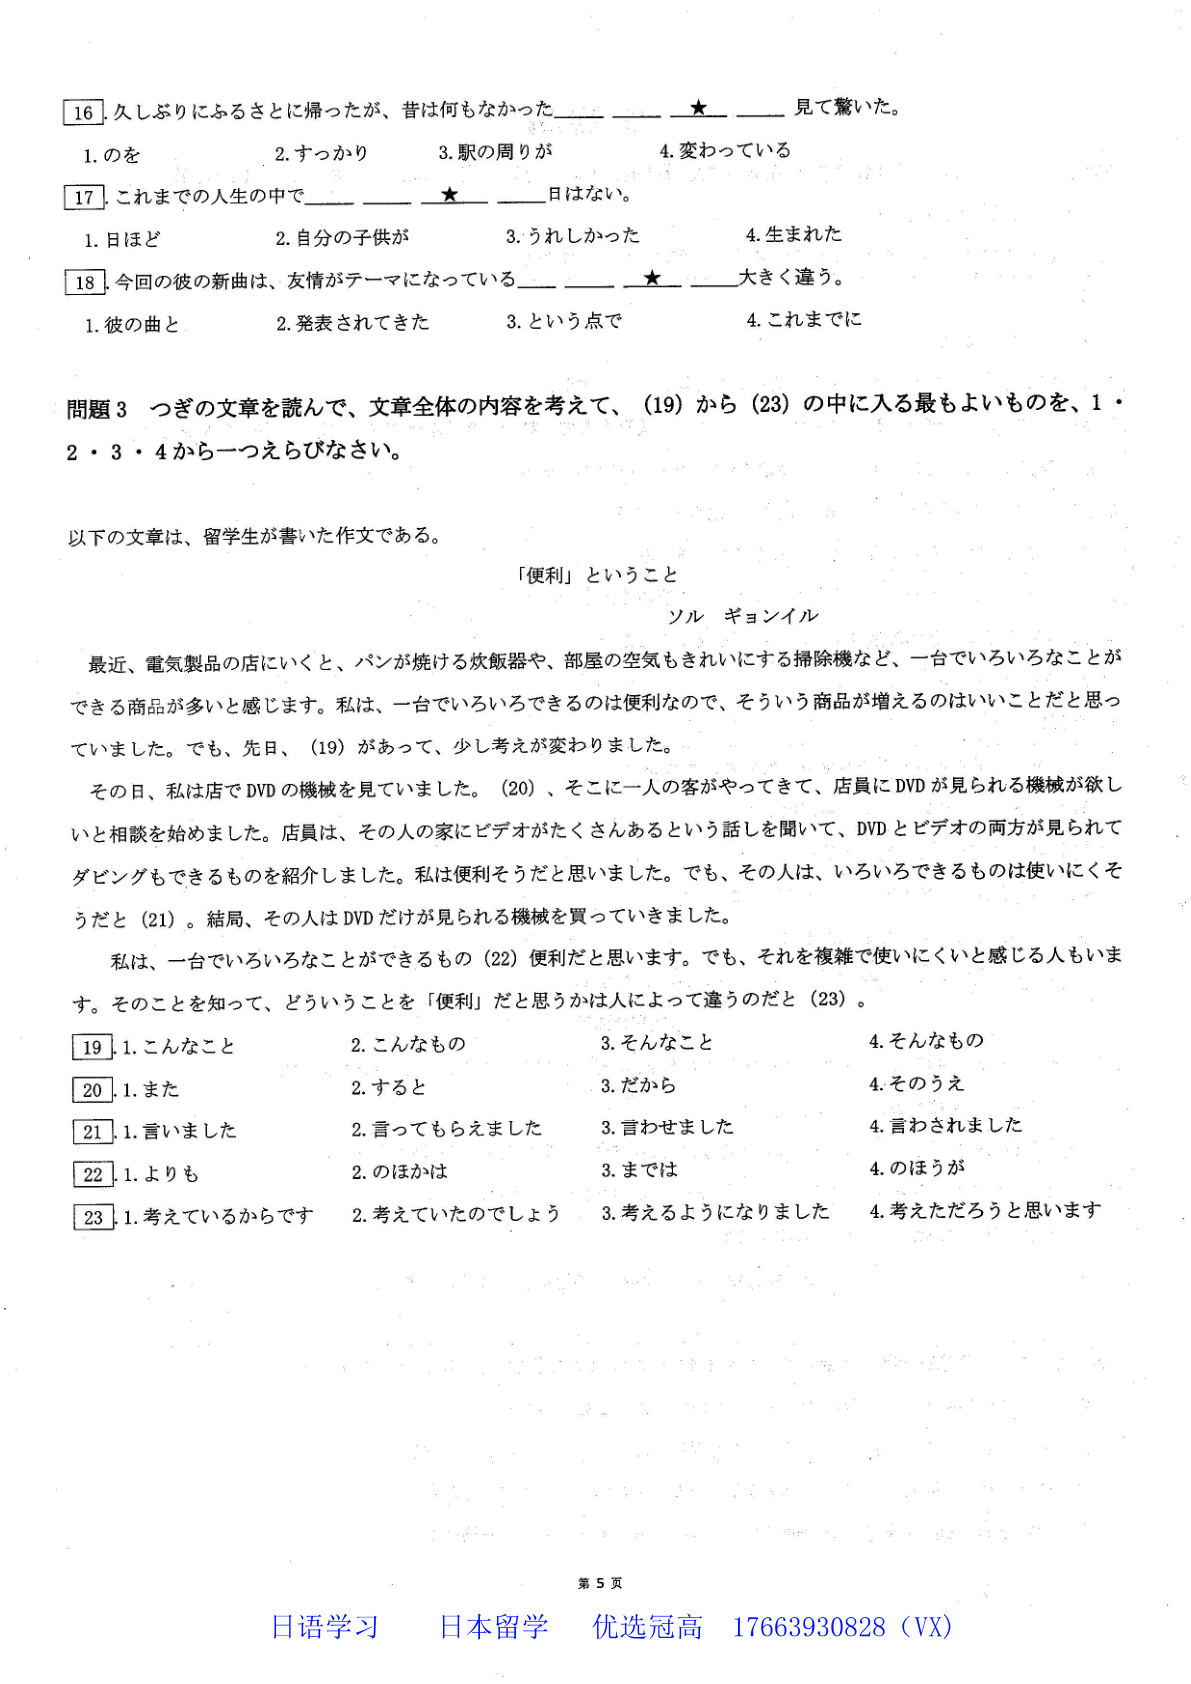 16. 久しぶりにふるさとに帰ったが、昔は何もなかった____ ____ __★__ ____ 見て驚いた。
1. のを 2. すっかり 3. 駅の周りが 4. 変わっている
17. これまでの人生の中で____ ____ __★__ ____日はない。
1. 日ほど 2. 自分の子供が 3. うれしかった 4. 生まれた
18. 今回の彼の新曲は、友情がテーマになっている____ ____ __★__ ____大きく違う。
1. 彼の曲と 2. 発表されてきた 3. という点で 4. これまでに
問題3 つぎの文章を読んで、文章全体の内容を考えて、（19）から（23）の中に入る最もよいものを、1・
2・3・4から一つえらびなさい。
以下の文章は、留学生が書いた作文である。
「便利」ということ
ソル ギョンイル
最近、電気製品の店にいくと、パンが焼ける炊飯器や、部屋の空気もきれいにする掃除機など、一台でいろいろなことが
できる商品が多いと感じます。私は、一台でいろいろできるのは便利なので、そういう商品が増えるのはいいことだと思っ
ていました。でも、先日、（19）があって、少し考えが変わりました。
その日、私は店で DVD の機械を見ていました。（20）、そこに一人の客がやってきて、店員に DVD が見られる機械が欲し
いと相談を始めました。店員は、その人の家にビデオがたくさんあるという話しを聞いて、DVD とビデオの両方が見られて
ダビングもできるものを紹介しました。私は便利そうだと思いました。でも、その人は、いろいろできるものは使いにくそ
うだと（21）。結局、その人は DVD だけが見られる機械を買っていきました。
私は、一台でいろいろなことができるもの（22）便利だと思います。でも、それを複雑で使いにくいと感じる人もいま
す。そのことを知って、どういうことを「便利」だと思うかは人によって違うのだと（23）。
19. 1. こんなこと 2. こんなもの 3. そんなこと 4. そんなもの
20. 1. また 2. すると 3. だから 4. そのうえ
21. 1. 言いました 2. 言ってもらえました 3. 言わせました 4. 言わされました
22. 1. よりも 2. のほかは 3. までは 4. のほうが
23. 1. 考えているからです 2. 考えていたのでしょう 3. 考えるようになりました 4. 考えただろうと思います
第 5 页
日语学习 日本留学 优选冠高 17663930828（VX）